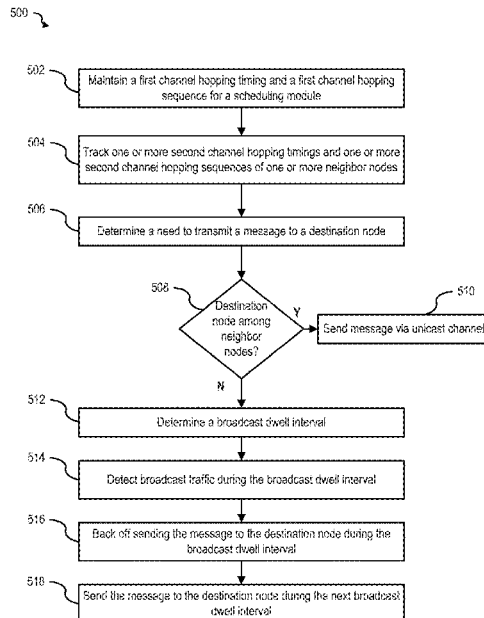 500
502
Maintain a first channel hopping timing and a first channel hopping
sequence for a scheduling module
504
Track one or more second channel hopping timings and one or more
second channel hopping sequences of one or more neighbor nodes
506
Determine a need to transmit a message to a destination node
508
Destination
node among
neighbor
nodes?
Y
510
Send message via unicast channel
N
512
Determine a broadcast dwell interval
514
Detect broadcast traffic during the broadcast dwell interval
516
Back off sending the message to the destination node during the
broadcast dwell interval
518
Send the message to the destination node during the next broadcast
dwell interval